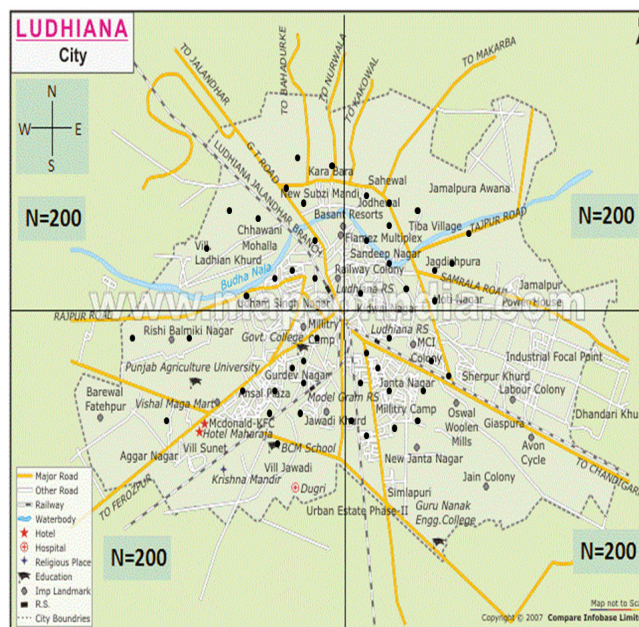 LUDHIANA
City
N
W E
S
N=200
N=200
N=200
N=200
TO JALANDHAR
G.T. ROAD
LUDHIANA JALANDHAR BRANCH
TO BAHADURKE
TO NURWALA
TO KAKOWAL
TO MAKARBA
Kara Bara
Sahewal
New Subzi Mandi
Jodhewal
Jamalpura Awana
Basant Resorts
Tiba Village
TAJPUR ROAD
Chhawani
Mohalla
Flamez Multiplex
Sandeep Nagar
Vill
Ladhian Khurd
Railway Colony
Jagdishpura
Budha Nala
Ludhiana RS
SAMRALA ROAD
Jamalpur
Power House
Udham Singh Nagar
Moti Nagar
RAJPUR ROAD
Rishi Balmiki Nagar
Govt. College
Millitry
Camp
Ludhiana RS
MCI
Colony
Industrial Focal Point
Punjab Agriculture University
Gurdev Nagar
Janta Nagar
Sherpur Khurd
Ansal Plaza
Model Gram RS
Labour Colony
Barewal
Fatehpur
Vishal Mega Mart
Jawadi Khurd
Millitry Camp
Oswal
Woolen
Mills
Giaspura
Dhandari Khu
Mcdonald-KFC
Hotel Maharaja
Aggar Nagar
Vill Sunet
BCM School
Avon
Cycle
TO CHANDIGAR
Vill Jawadi
New Janta Nagar
Krishna Mandir
Dugri
Jain Colony
Simlapuri
TO FEROZPUR
Urban Estate Phase-II
Guru Nanak
Engg.College
Major Road
Other Road
Railway
Waterbody
Hotel
Hospital
Religious Place
Education
Imp Landmark
R.S.
City Boundries
Map not to Sca
Copyright © 2007 Compare Infobase Limite